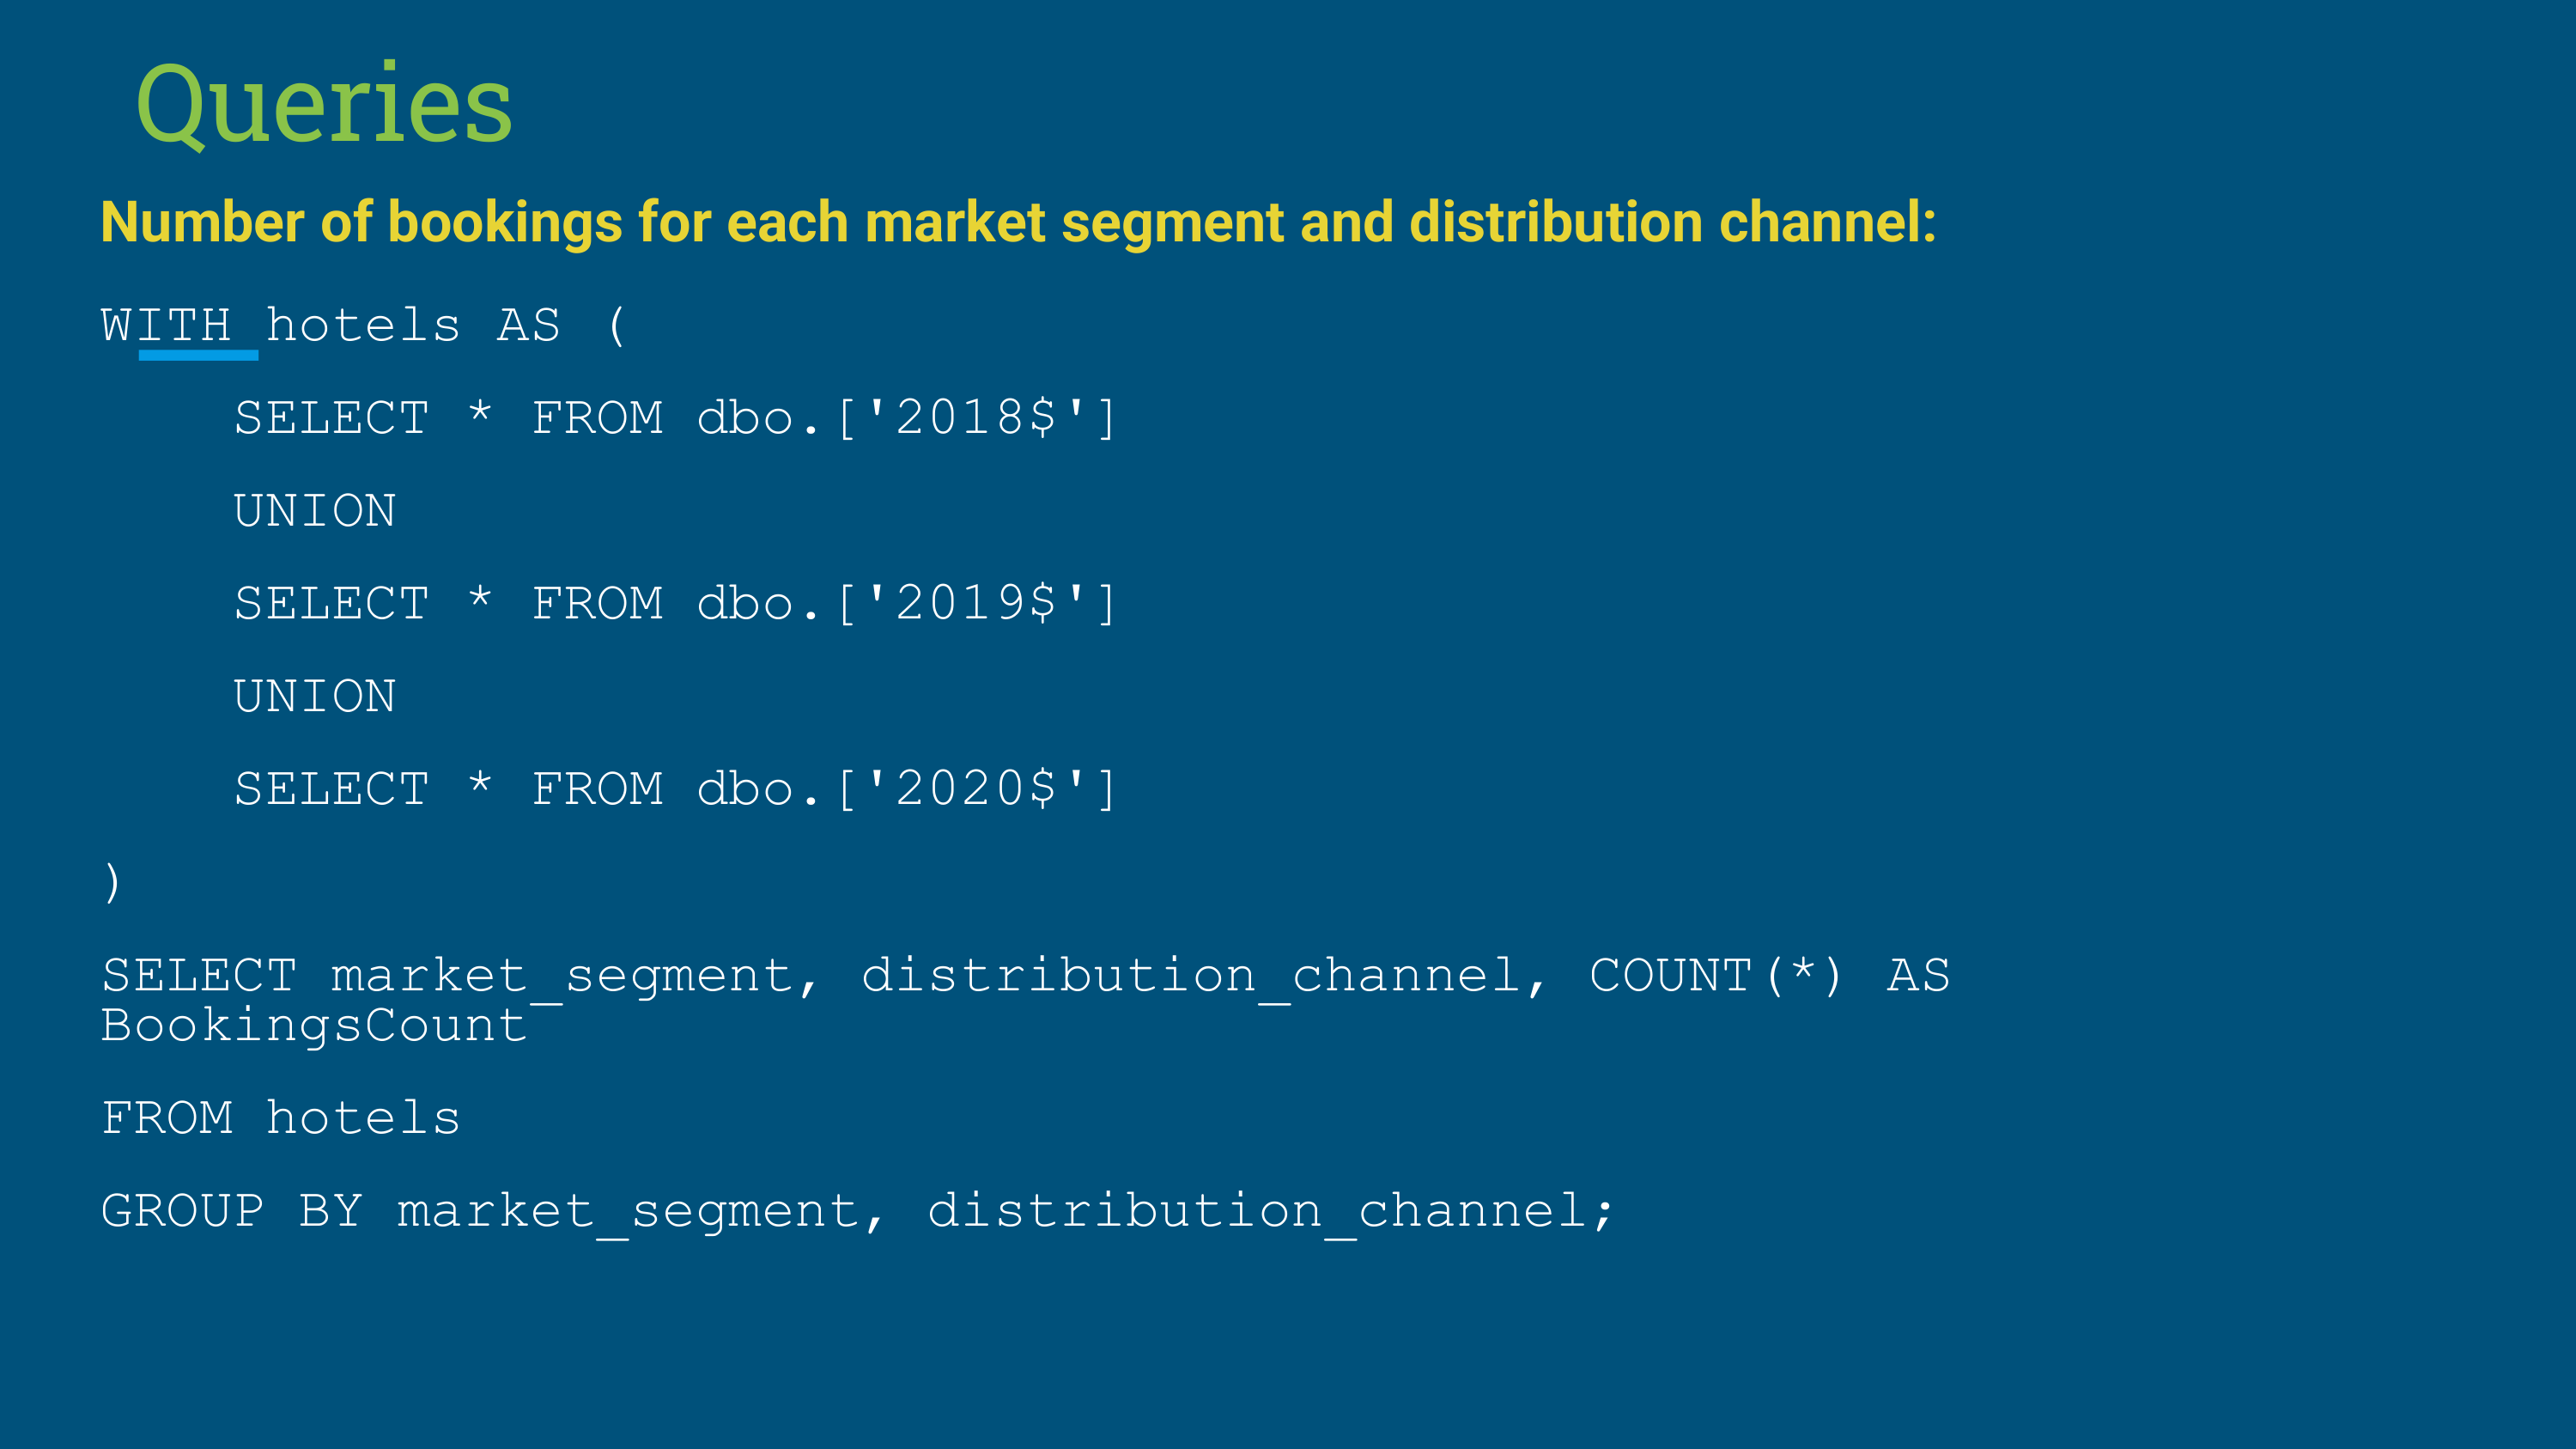 Queries
Number of bookings for each market segment and distribution channel:
WITH hotels AS (
    SELECT * FROM dbo.['2018$']
    UNION
    SELECT * FROM dbo.['2019$']
    UNION
    SELECT * FROM dbo.['2020$']
)
SELECT market_segment, distribution_channel, COUNT(*) AS
BookingsCount
FROM hotels
GROUP BY market_segment, distribution_channel;